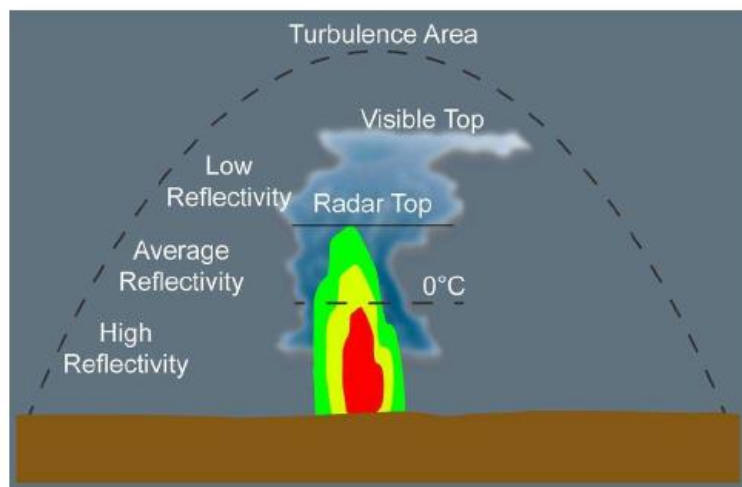 Turbulence Area
Visible Top
Low
Reflectivity
Radar Top
Average
Reflectivity
0°C
High
Reflectivity